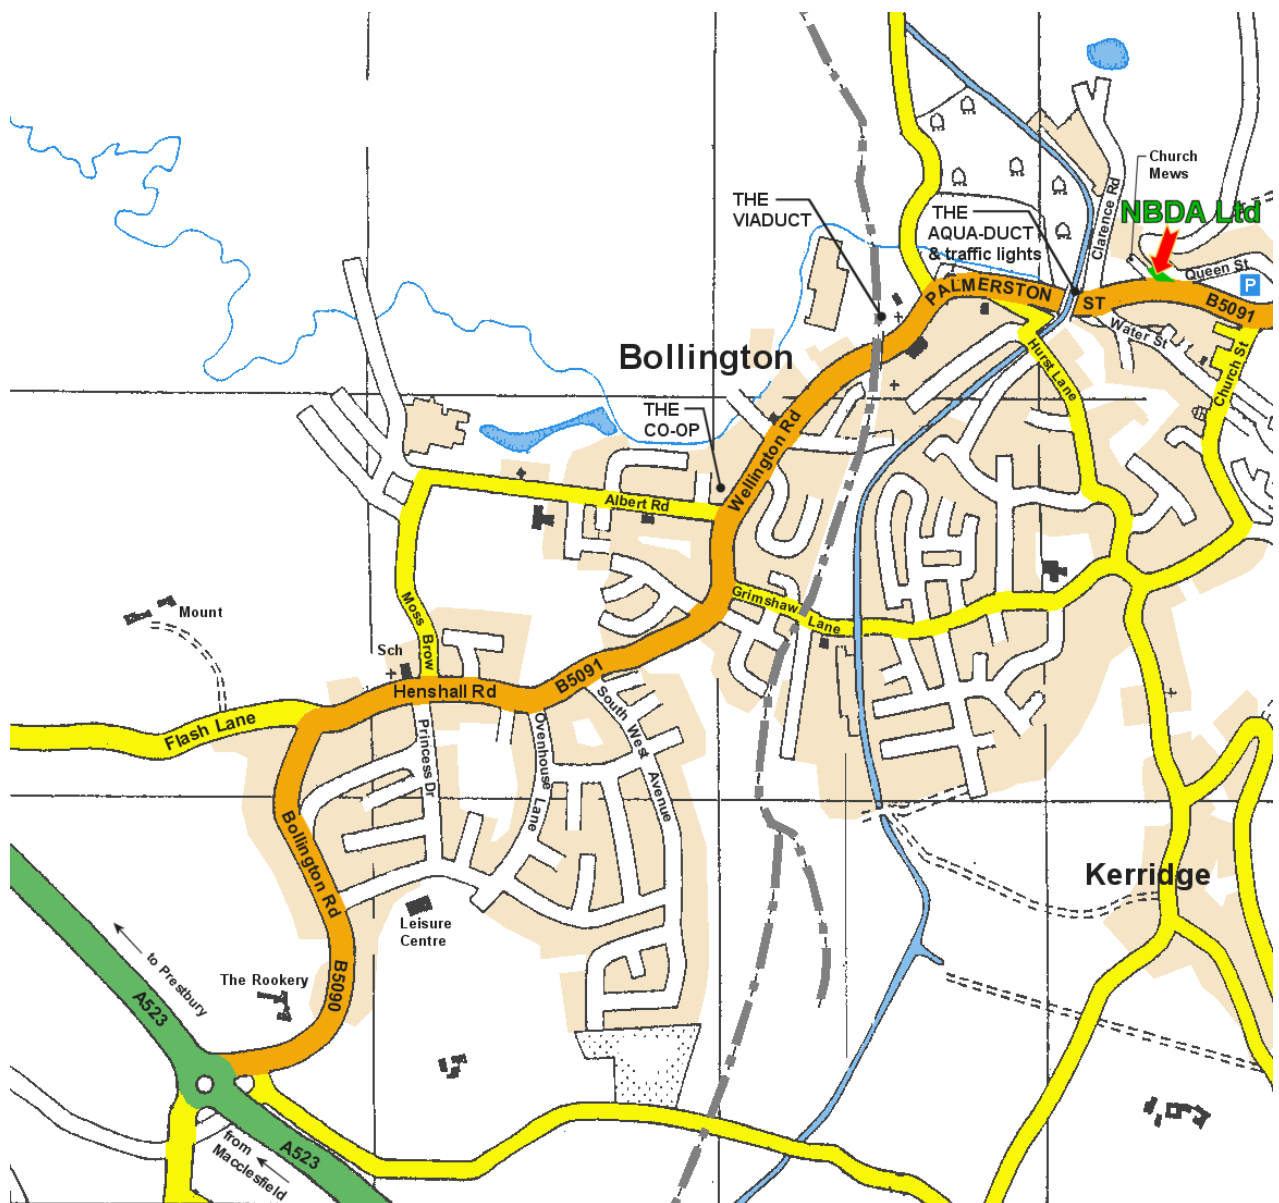 Church
Mews
THE
VIADUCT
THE
AQUA-DUCT
& traffic lights
Clarence Rd
NBDA Ltd
Queen St
P
PALMERSTON ST
B5091
Water St
Church St
Hurst Lane
Bollington
THE
CO-OP
Wellington Rd
Albert Rd
Grimshaw Lane
Moss Brow
Mount
Sch
Henshall Rd
B5091
Flash Lane
Princess Dr
Ovenhouse Lane
South West Avenue
Bollington Rd
Kerridge
Leisure
Centre
to Prestbury
The Rookery
B5090
A523
from
Macclesfield
A523